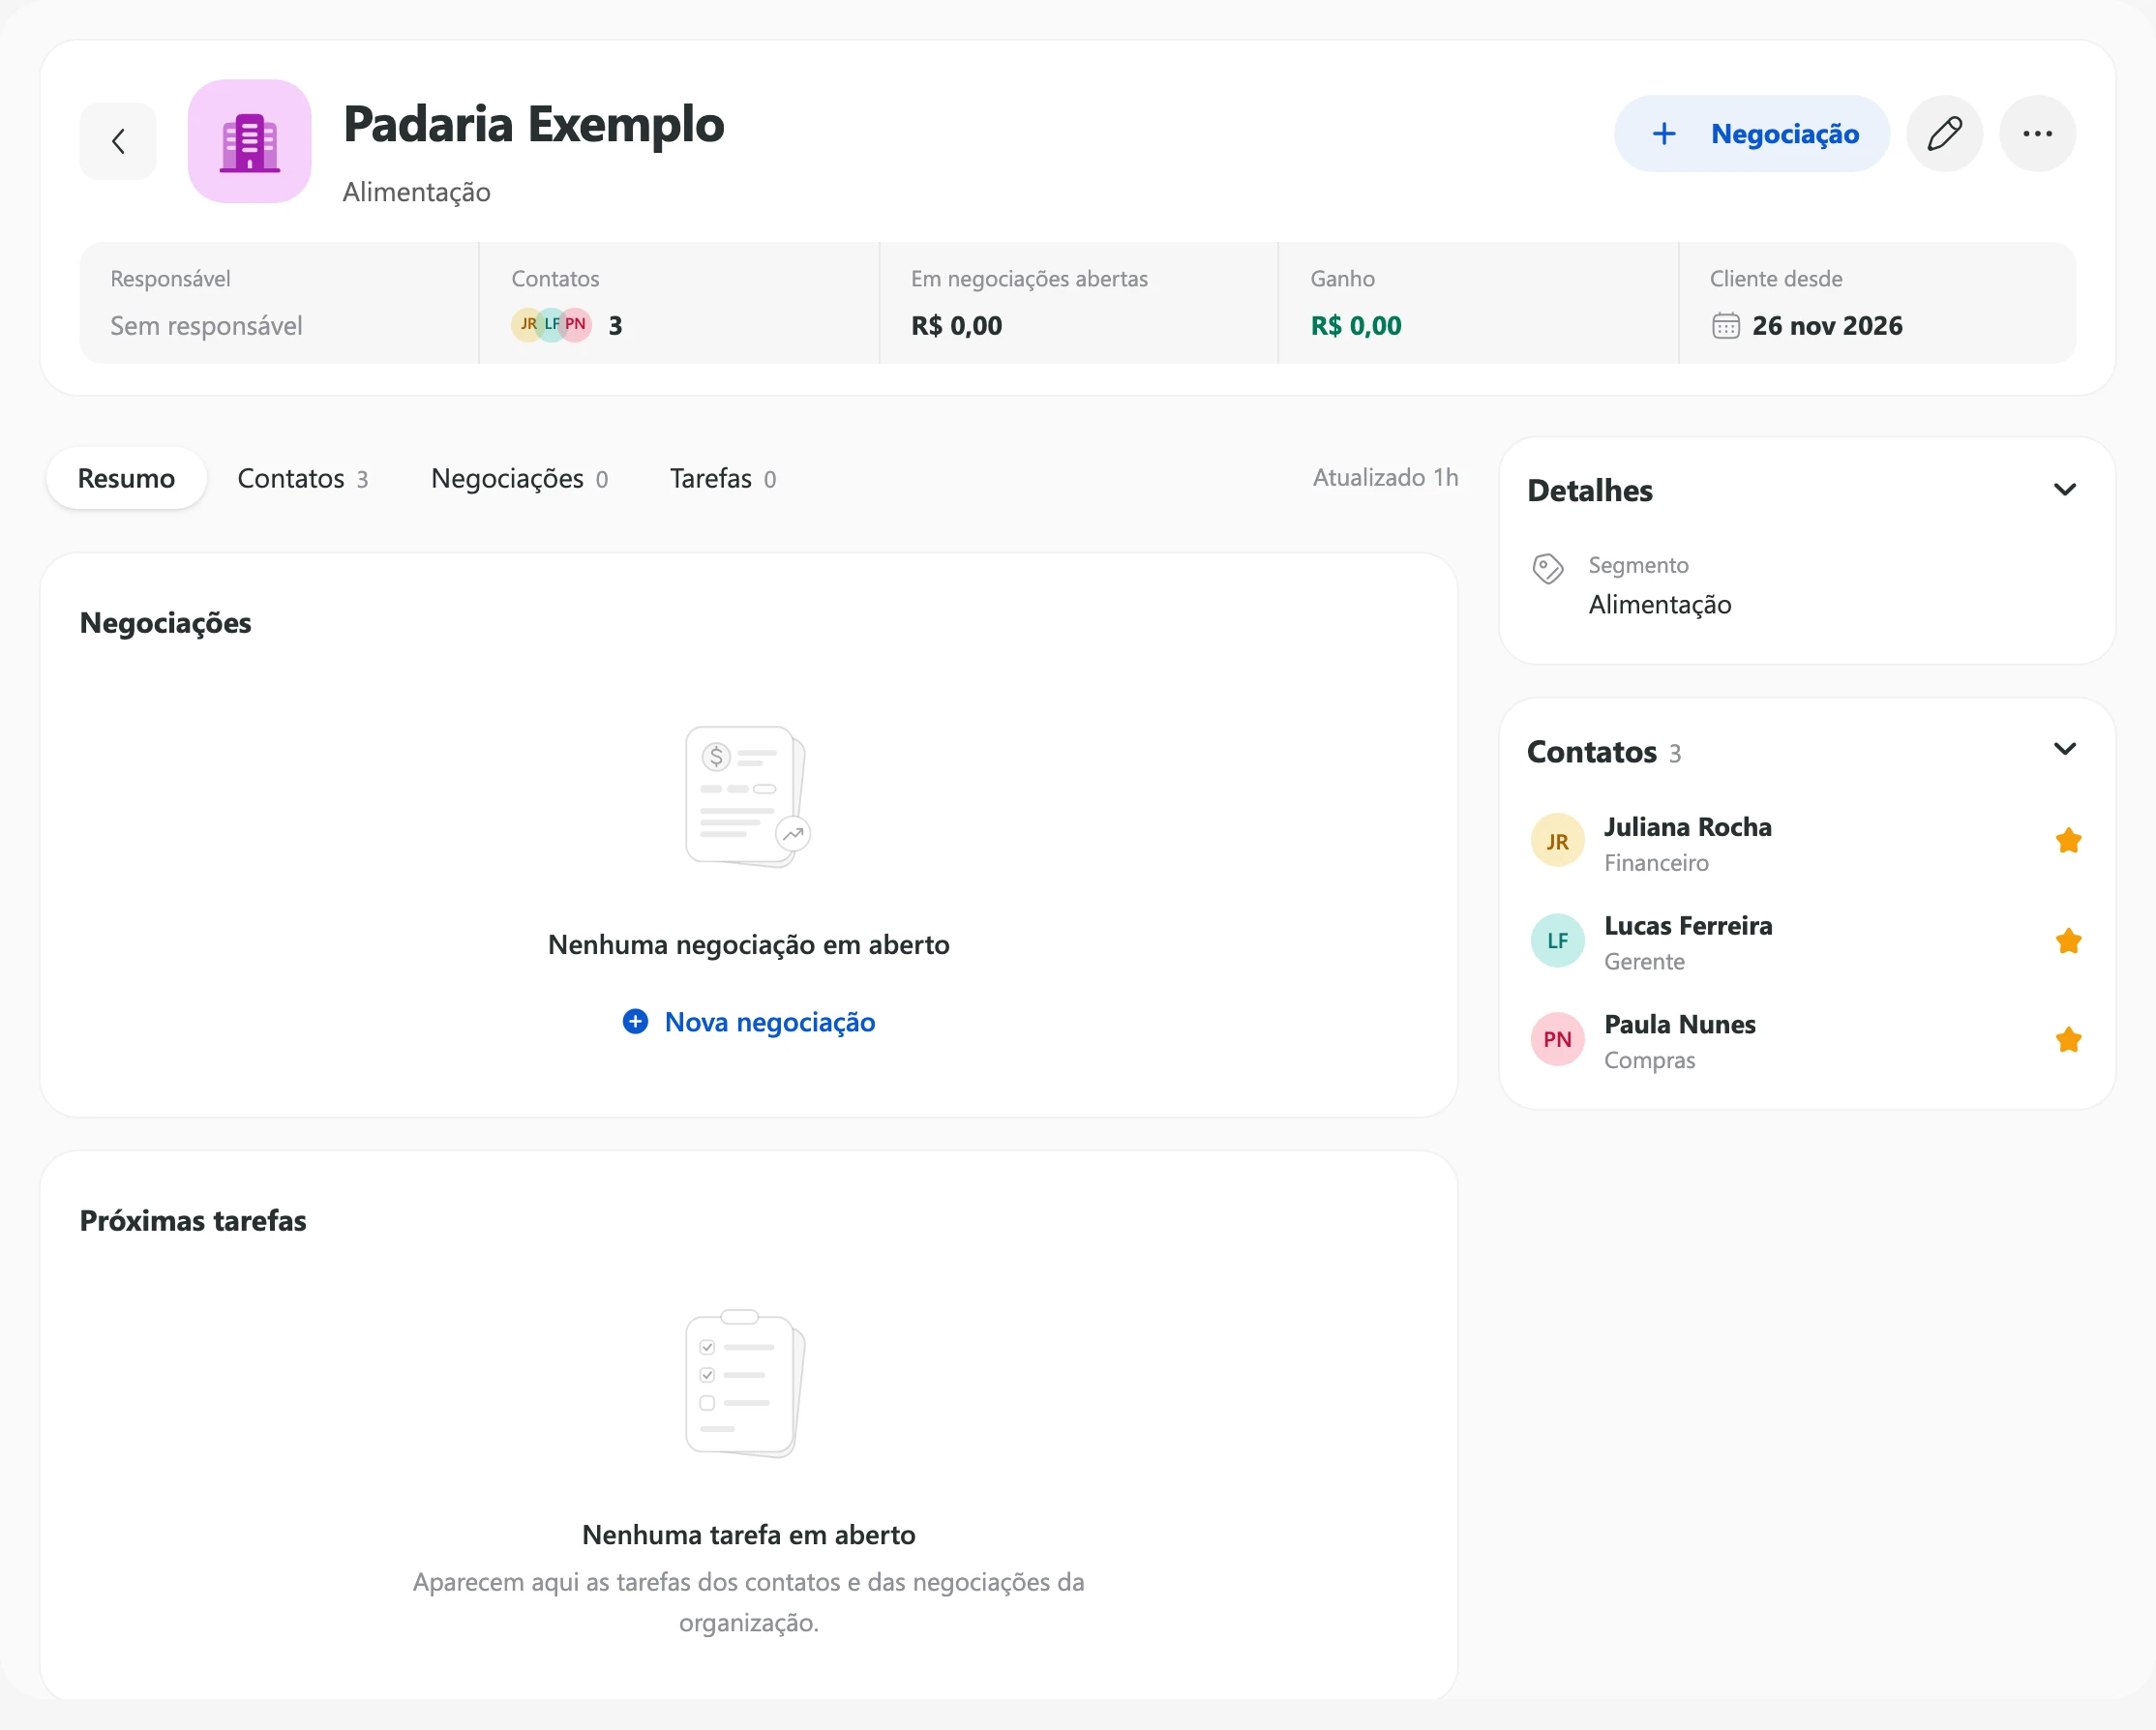 Padaria Exemplo
Alimentação
Negociação
Responsável
Sem responsável
Contatos
JR LF PN 3
Em negociações abertas
R$ 0,00
Ganho
R$ 0,00
Cliente desde
26 nov 2026
Resumo
Contatos 3
Negociações 0
Tarefas 0
Atualizado 1h
Negociações
$
Nenhuma negociação em aberto
Nova negociação
Próximas tarefas
Nenhuma tarefa em aberto
Aparecem aqui as tarefas dos contatos e das negociações da
organização.
Detalhes
Segmento
Alimentação
Contatos 3
JR
Juliana Rocha
Financeiro
LF
Lucas Ferreira
Gerente
PN
Paula Nunes
Compras